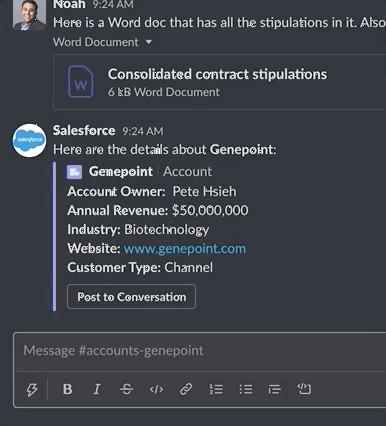 Noah 9:24 AM
Here is a Word doc that has all the stipulations in it. Also
Word Document
W
Consolidated contract stipulations
6 kB Word Document
salesforce
Salesforce 9:24 AM
Here are the details about Genepoint:
Genepoint | Account
Account Owner: Pete Hsieh
Annual Revenue: $50,000,000
Industry: Biotechnology
Website: www.genepoint.com
Customer Type: Channel
Post to Conversation
Message #accounts-genepoint
B I S </>